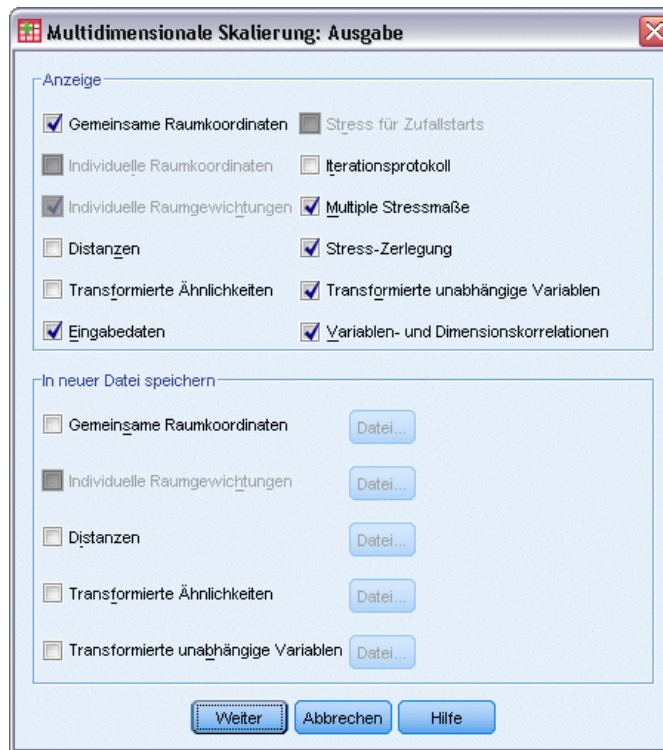 Multidimensionale Skalierung: Ausgabe
Anzeige
Gemeinsame Raumkoordinaten
Stress für Zufallstarts
Individuelle Raumkoordinaten
Iterationsprotokoll
Individuelle Raumgewichtungen
Multiple Stressmaße
Distanzen
Stress-Zerlegung
Transformierte Ähnlichkeiten
Transformierte unabhängige Variablen
Eingabedaten
Variablen- und Dimensionskorrelationen
In neuer Datei speichern
Gemeinsame Raumkoordinaten
Datei...
Individuelle Raumgewichtungen
Datei...
Distanzen
Datei...
Transformierte Ähnlichkeiten
Datei...
Transformierte unabhängige Variablen
Datei...
Weiter
Abbrechen
Hilfe